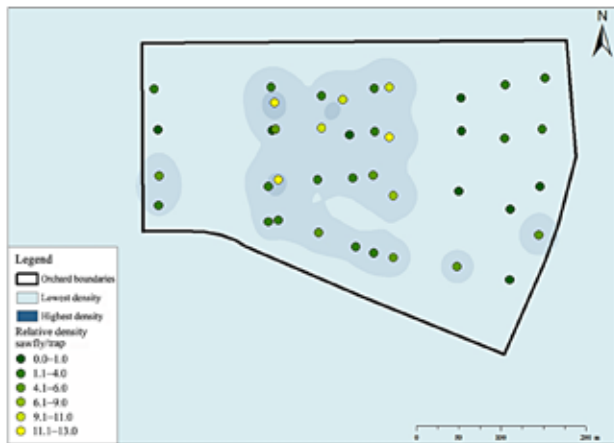 N
Legend
Orchard boundaries
Lowest density
Highest density
Relative density
sawfly/trap
0.0–1.0
1.1–4.0
4.1–6.0
6.1–9.0
9.1–11.0
11.1–13.0
0 50 100 200 m